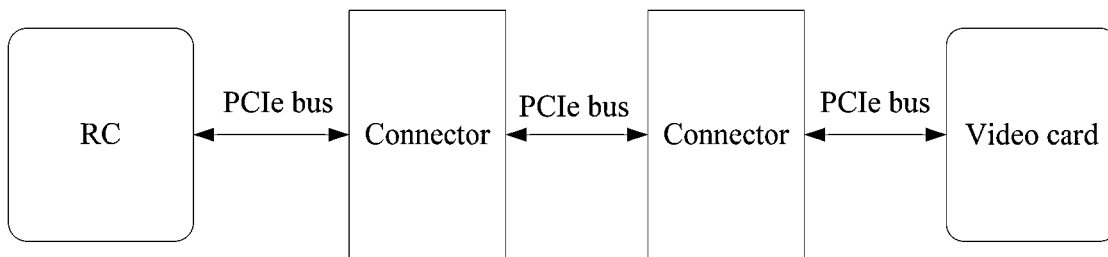 RC
PCIe bus
Connector
PCIe bus
Connector
PCIe bus
Video card